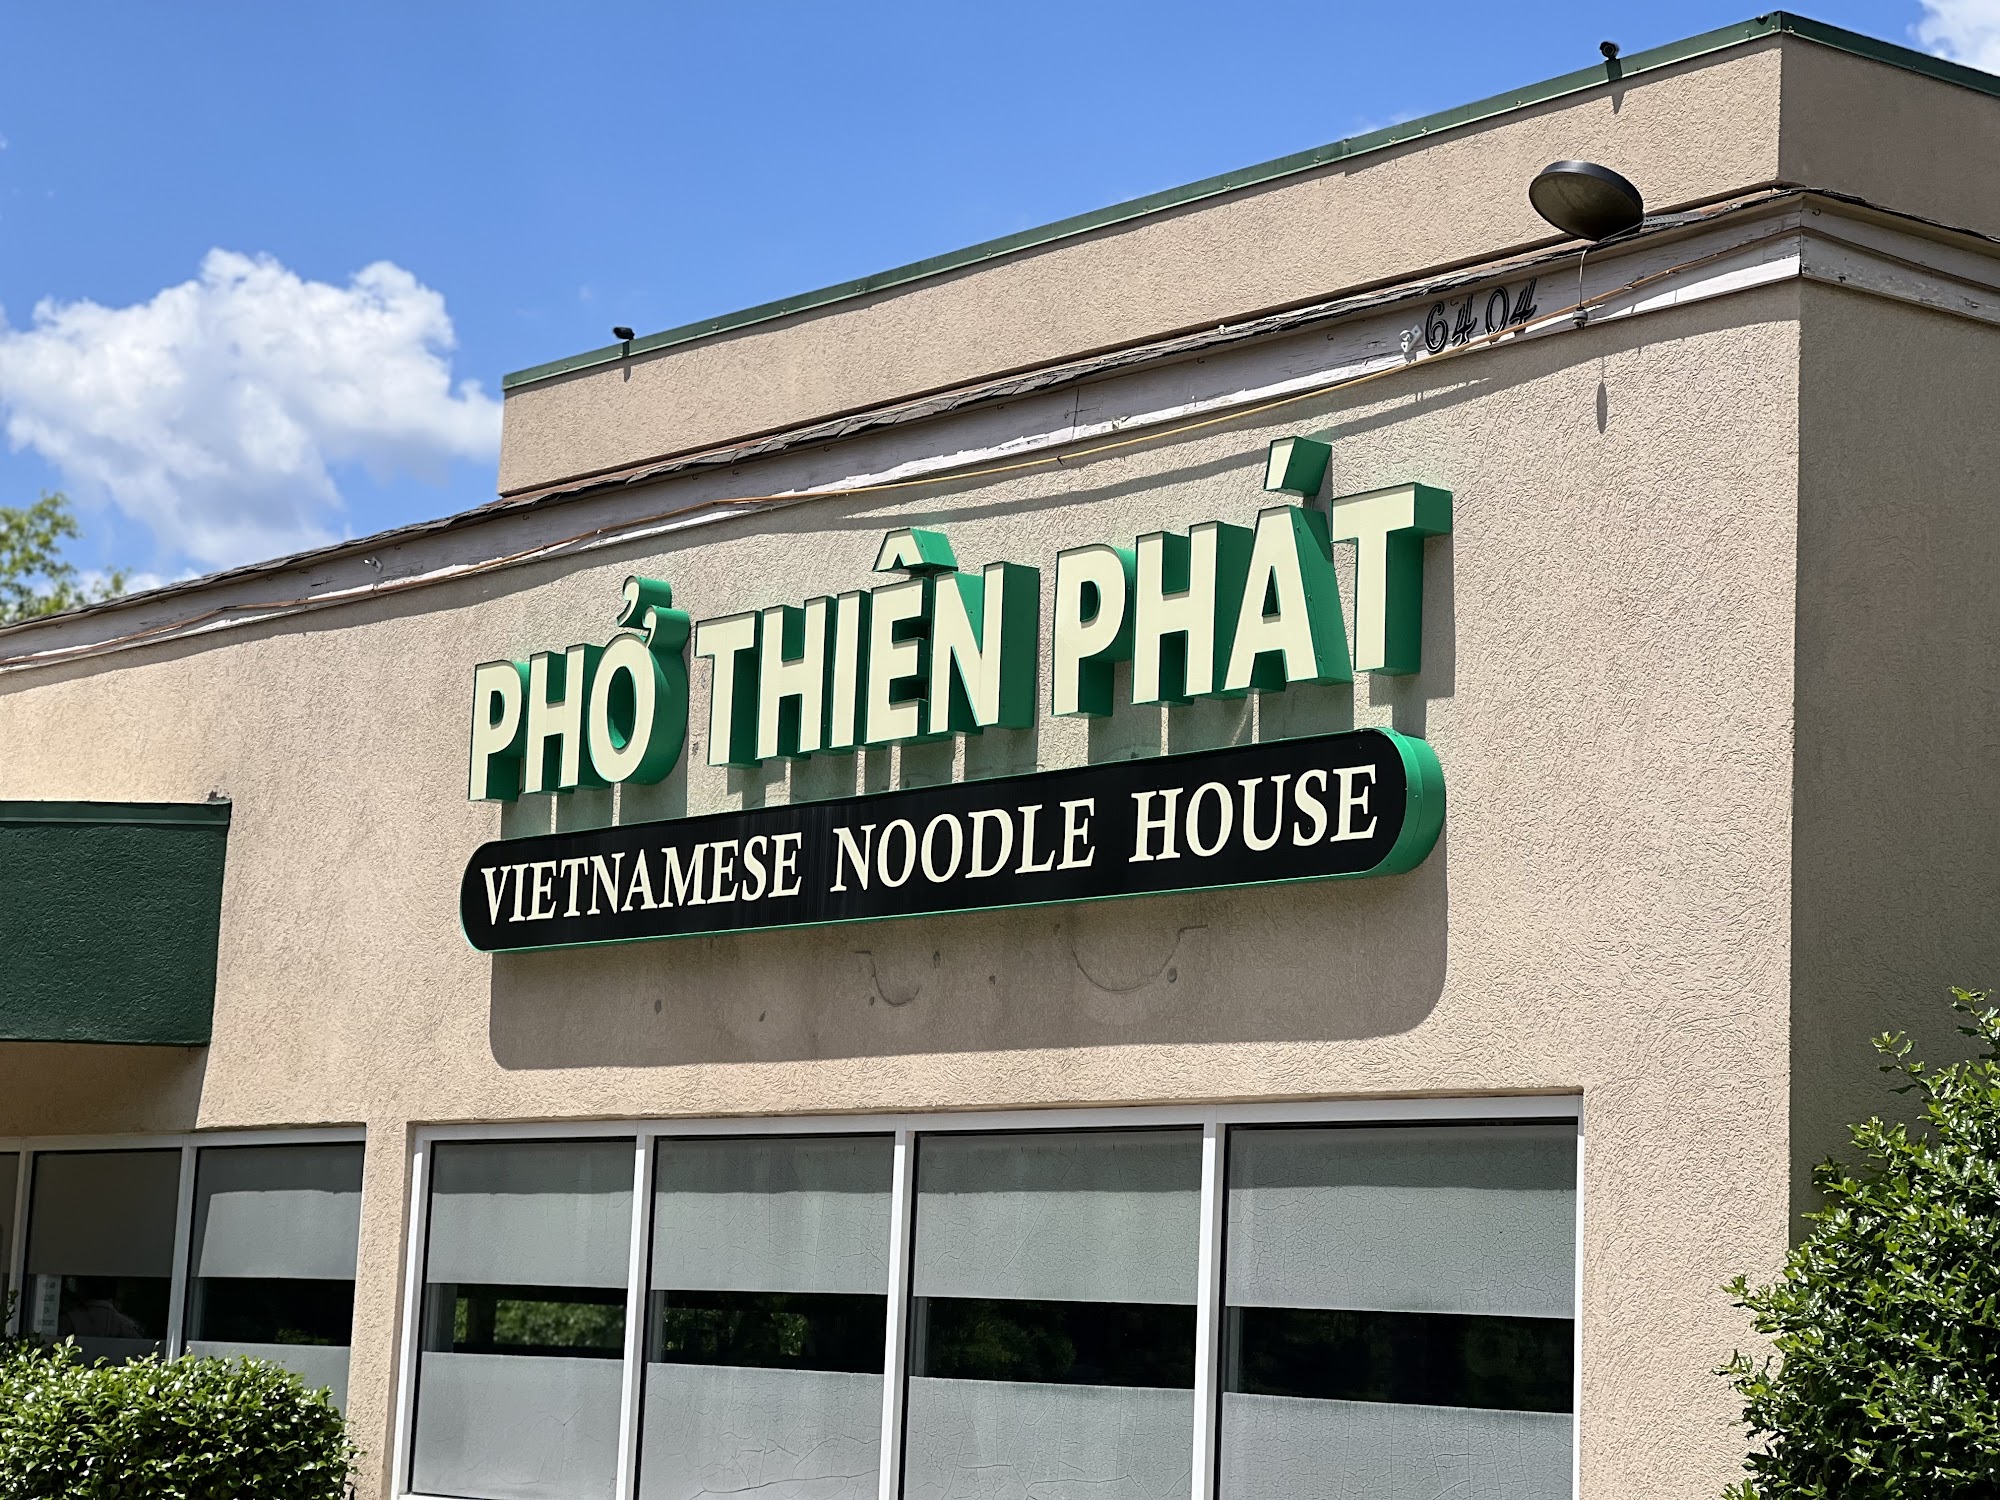 6404
PHỞ THIÊN PHÁT
VIETNAMESE NOODLE HOUSE